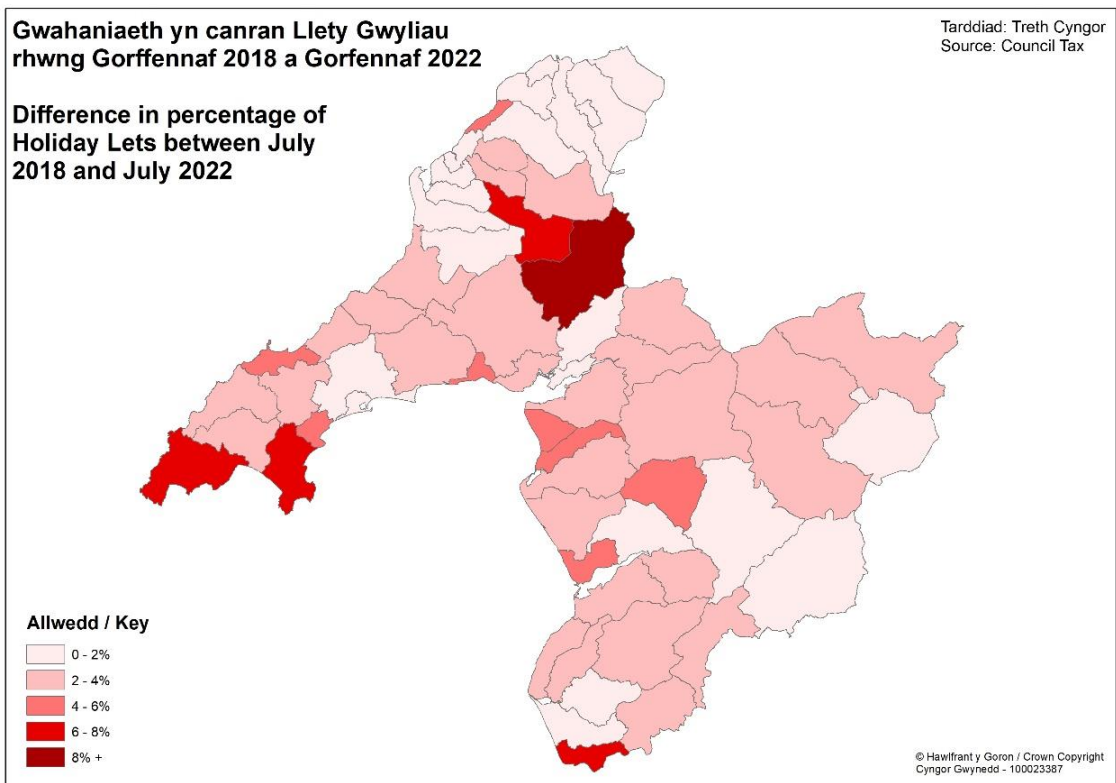 Gwahaniaeth yn canran Llety Gwyliau
rhwng Gorffennaf 2018 a Gorfennaf 2022
Difference in percentage of
Holiday Lets between July
2018 and July 2022
Tarddiad: Treth Cyngor
Source: Council Tax
Allwedd / Key
0 - 2%
2 - 4%
4 - 6%
6 - 8%
8% +
© Hawlfraint y Goron / Crown Copyright
Cyngor Gwynedd - 100023387